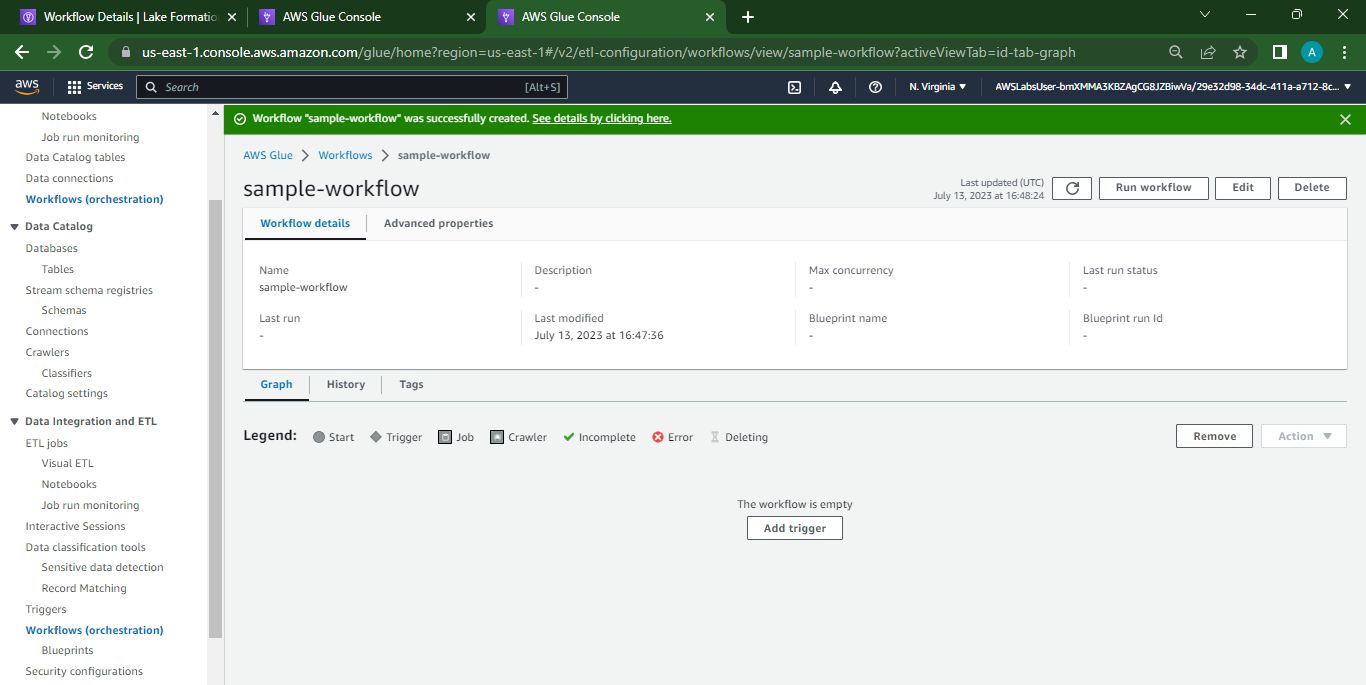 Workflow Details | Lake Formatio
AWS Glue Console
AWS Glue Console
us-east-1.console.aws.amazon.com/glue/home?region=us-east-1#/v2/etl-configuration/workflows/view/sample-workflow?activeViewTab=id-tab-graph
A
aws
Services
Search
[Alt+S]
N. Virginia
AWSLabsUser-bmXMMA3KBZAgCG8JZBiwVa/29e32d98-34dc-411a-a712-8c...
Notebooks
Job run monitoring
Data Catalog tables
Data connections
Workflows (orchestration)
Data Catalog
Databases
Tables
Stream schema registries
Schemas
Connections
Crawlers
Classifiers
Catalog settings
Data Integration and ETL
ETL jobs
Visual ETL
Notebooks
Job run monitoring
Interactive Sessions
Data classification tools
Sensitive data detection
Record Matching
Triggers
Workflows (orchestration)
Blueprints
Security configurations
Workflow "sample-workflow" was successfully created. See details by clicking here.
AWS Glue > Workflows > sample-workflow
sample-workflow
Last updated (UTC)
July 13, 2023 at 16:48:24
Run workflow
Edit
Delete
Workflow details
Advanced properties
Name
sample-workflow
Description
-
Max concurrency
-
Last run status
-
Last run
-
Last modified
July 13, 2023 at 16:47:36
Blueprint name
-
Blueprint run Id
-
Graph
History
Tags
Legend: Start Trigger Job Crawler Incomplete Error Deleting
Remove
Action
The workflow is empty
Add trigger